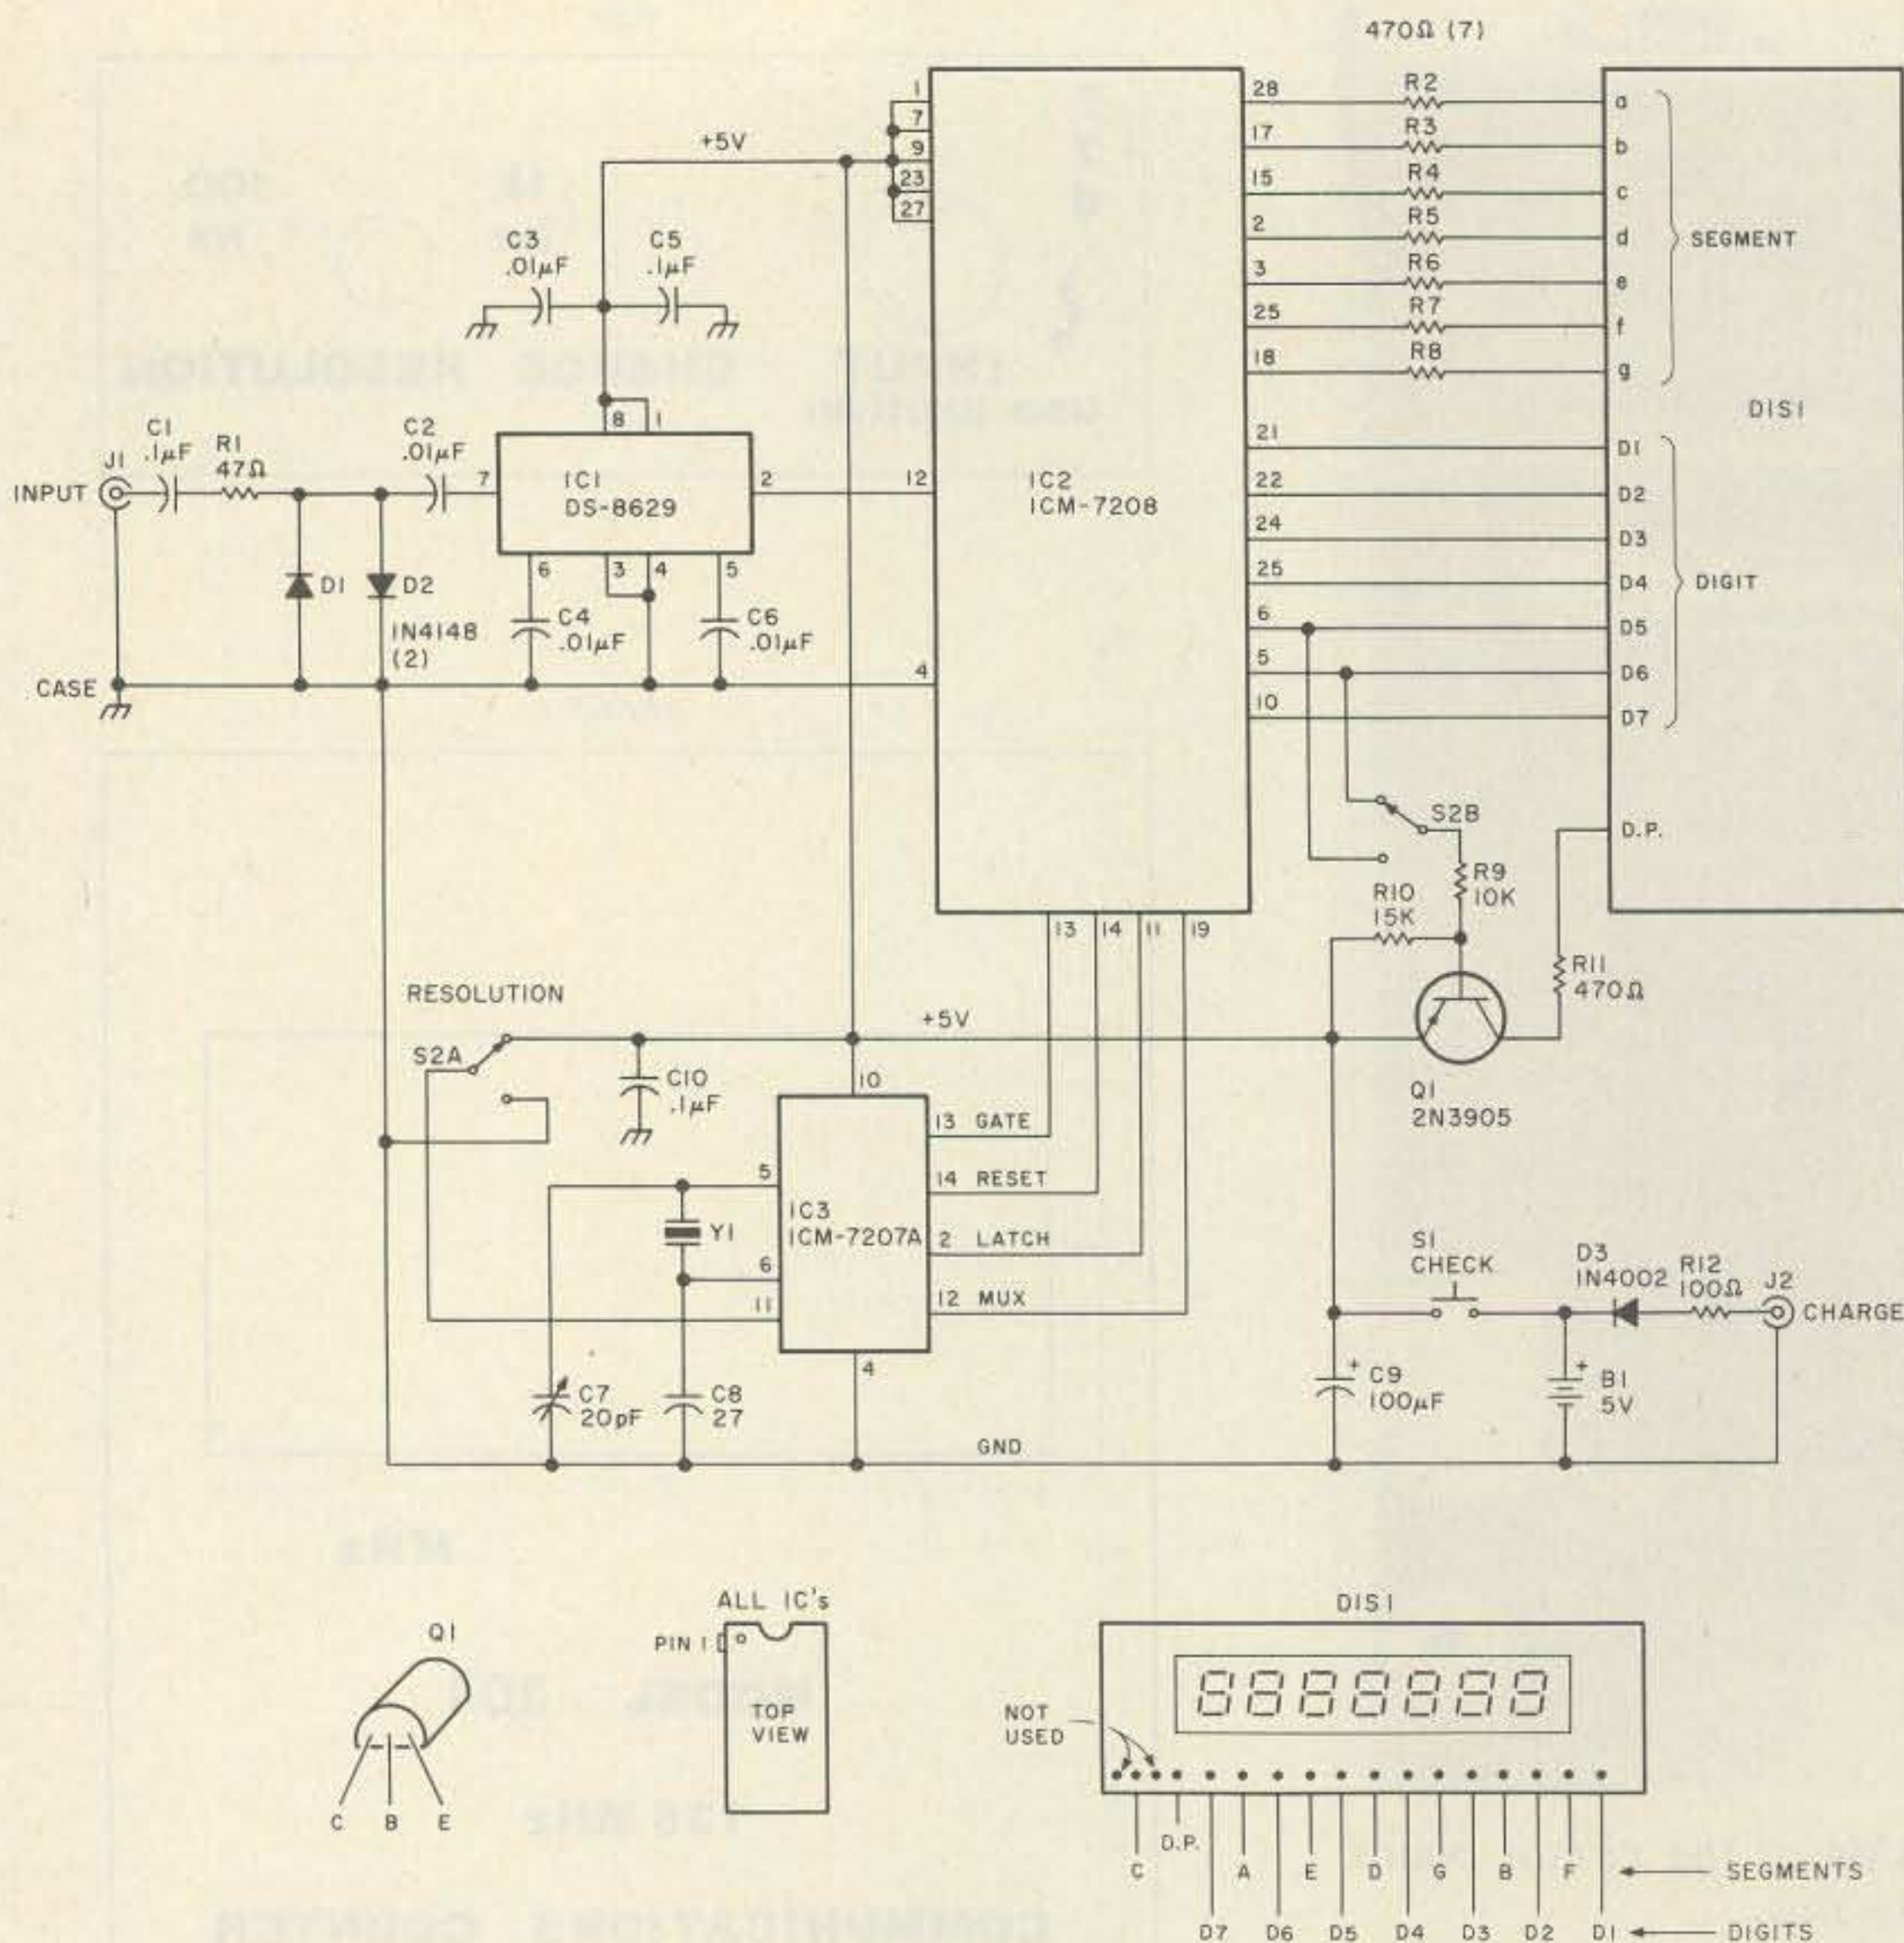 470Ω (7)
1
7
9
23
27
+5V
28
17
15
2
3
25
18
21
22
24
25
6
5
10
R2
R3
R4
R5
R6
R7
R8
a
b
c
d
e
f
g
SEGMENT
DIS1
D1
D2
D3
D4
D5
D6
D7
DIGIT
D.P.
C3
.01μF
C5
.1μF
8 1
INPUT
J1
C1
.1μF
R1
47Ω
C2
.01μF
7
IC1
DS-8629
2
12
IC2
ICM-7208
6 3 4 5
D1
D2
1N4148
(2)
C4
.01μF
C6
.01μF
CASE
4
S2B
R9
10K
R10
15K
R11
470Ω
13 14 11 19
RESOLUTION
S2A
+5V
C10
.1μF
10
Q1
2N3905
13 GATE
14 RESET
2 LATCH
12 MUX
5
Y1
6
11
IC3
ICM-7207A
4
C7
20pF
C8
27
GND
S1
CHECK
D3
1N4002
R12
100Ω
J2
CHARGE
+
C9
100μF
+
B1
5V
Q1
C B E
ALL IC's
PIN 1
TOP
VIEW
DIS1
8888888
NOT
USED
D.P.
C A E D G B F SEGMENTS
D7 D6 D5 D4 D3 D2 D1 DIGITS